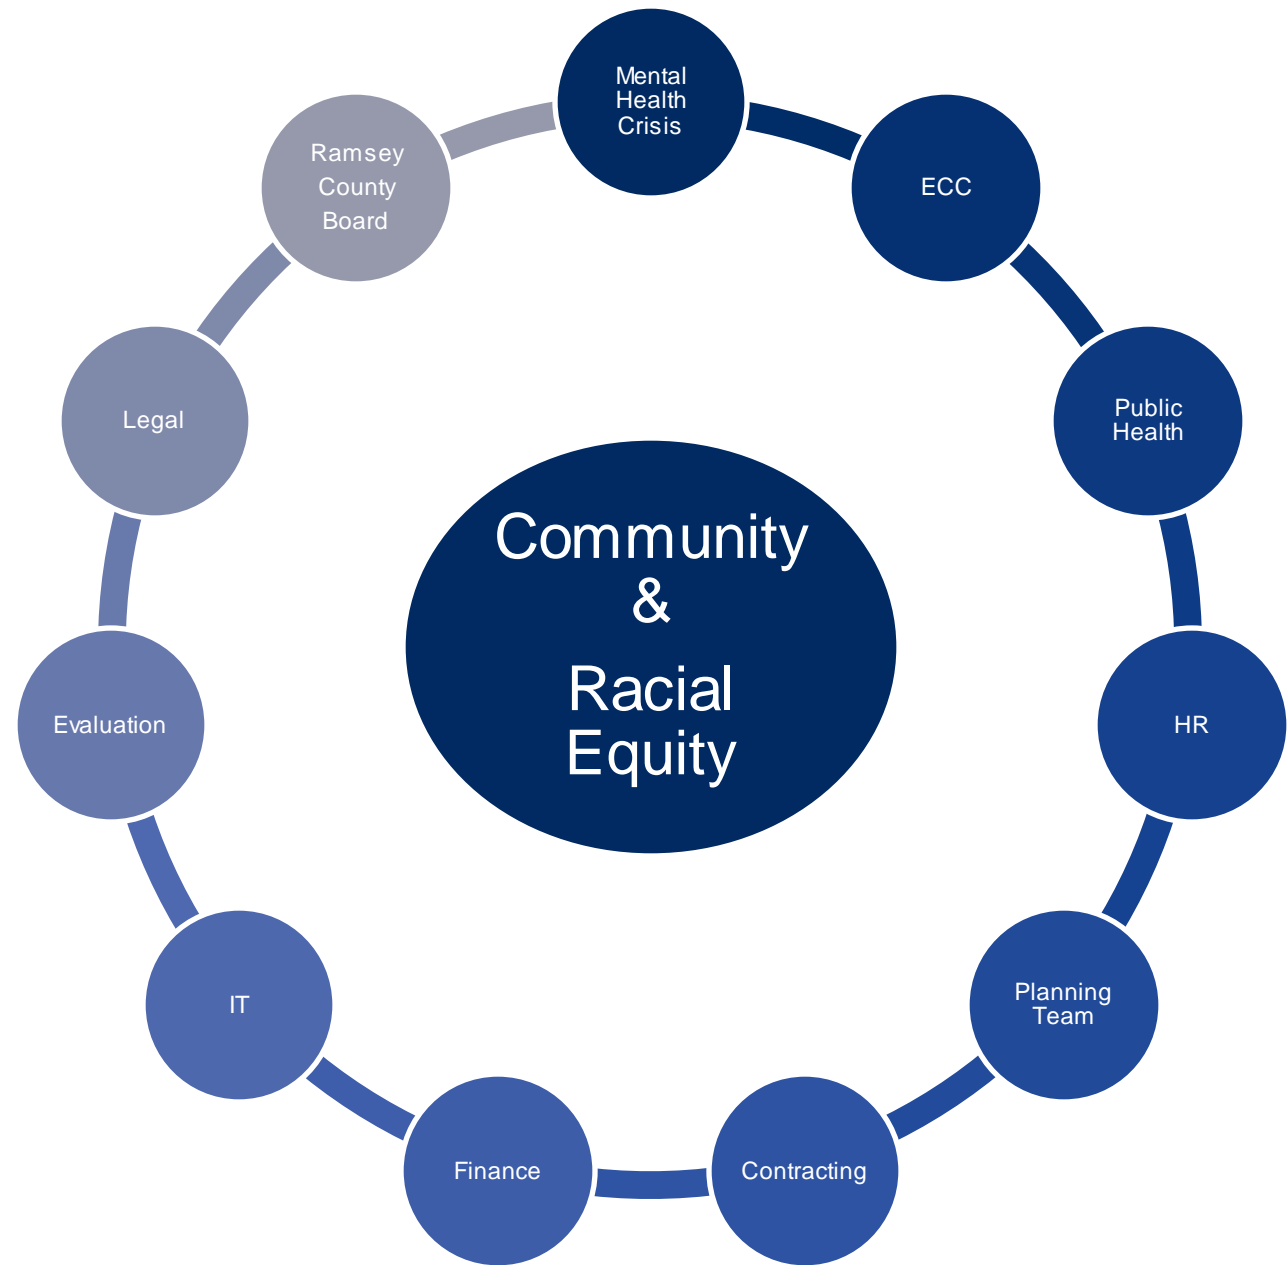 Mental
Health
Crisis
ECC
Public
Health
HR
Planning
Team
Contracting
Finance
IT
Evaluation
Legal
Ramsey
County
Board
Community
&
Racial
Equity